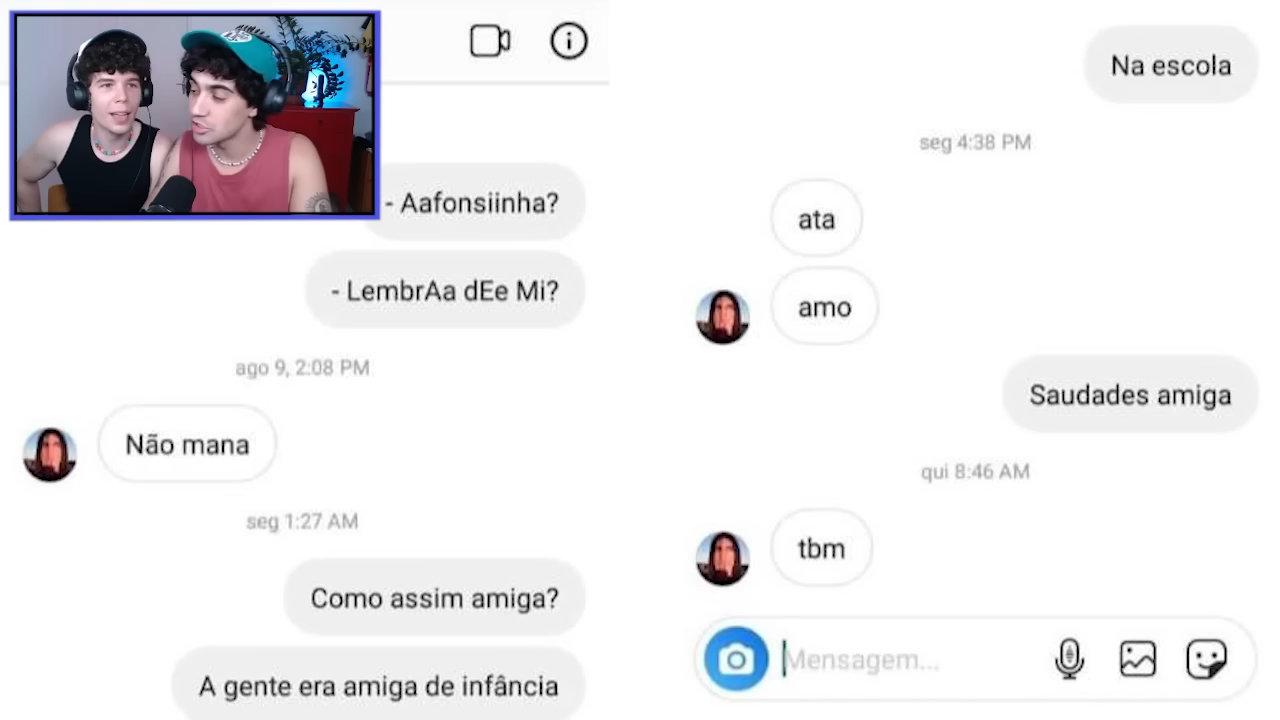 - Aafonsiinha?
- LembrAa dEe Mi?
ago 9, 2:08 PM
Não mana
seg 1:27 AM
Como assim amiga?
A gente era amiga de infância
Na escola
seg 4:38 PM
ata
amo
Saudades amiga
qui 8:46 AM
tbm
Mensagem...